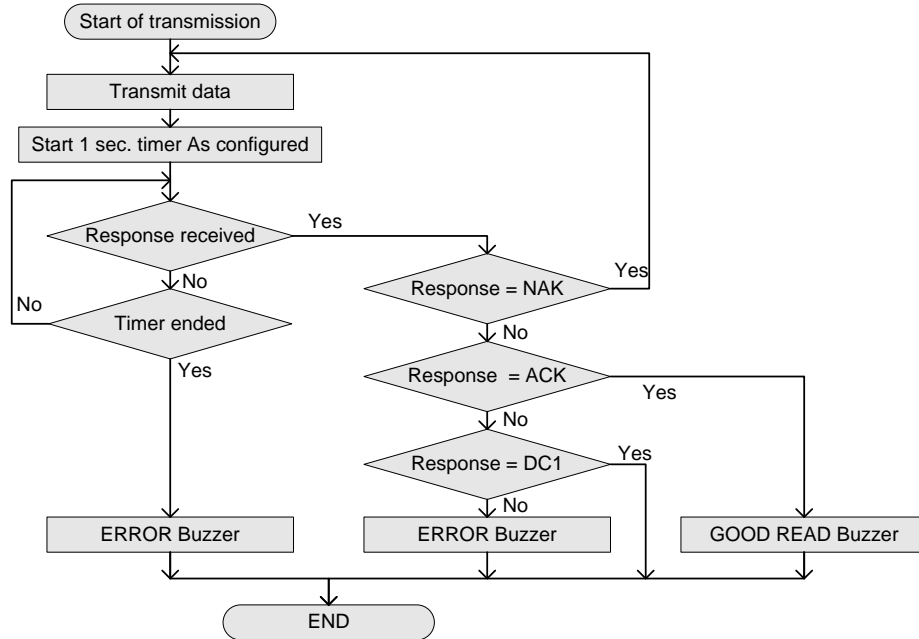 Start of transmission
Transmit data
Start 1 sec. timer As configured
Response received
Yes
No
Timer ended
No
Yes
Response = NAK
Yes
No
Response = ACK
Yes
No
Response = DC1
Yes
No
ERROR Buzzer
ERROR Buzzer
GOOD READ Buzzer
END